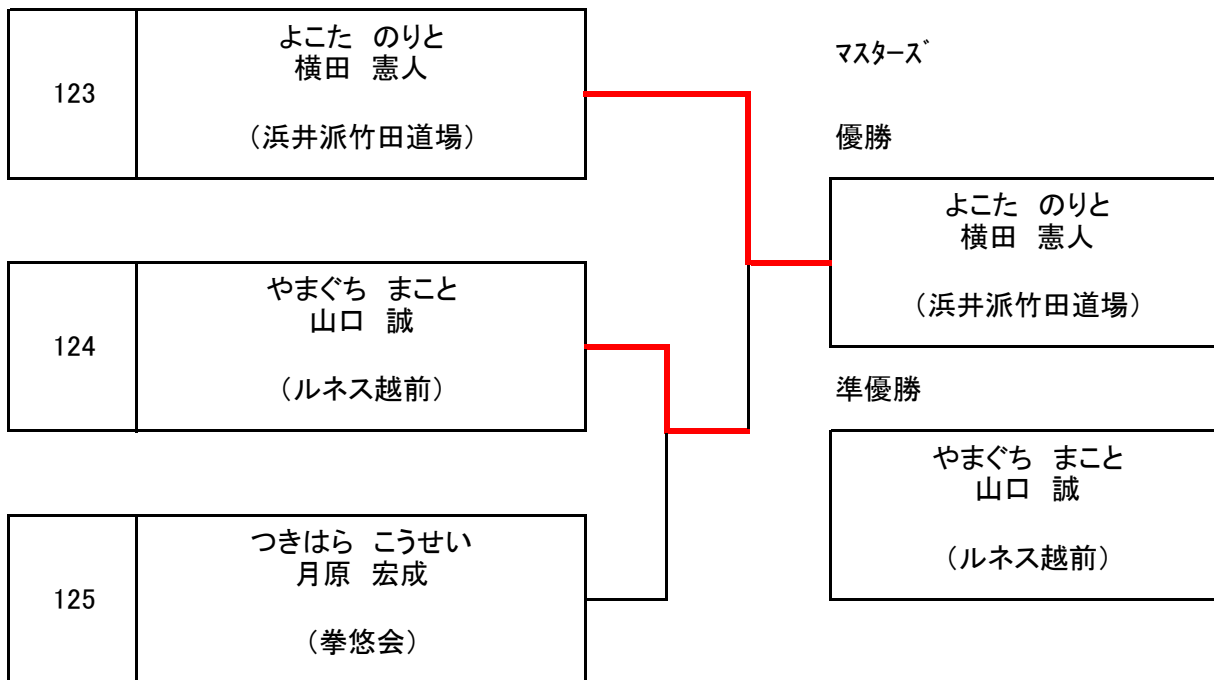 123
よこた　のりと
横田　憲人
（浜井派竹田道場）
124
やまぐち　まこと
山口　誠
（ルネス越前）
125
つきはら　こうせい
月原　宏成
（拳悠会）
ﾏｽﾀｰｽﾞ
優勝
よこた　のりと
横田　憲人
（浜井派竹田道場）
準優勝
やまぐち　まこと
山口　誠
（ルネス越前）